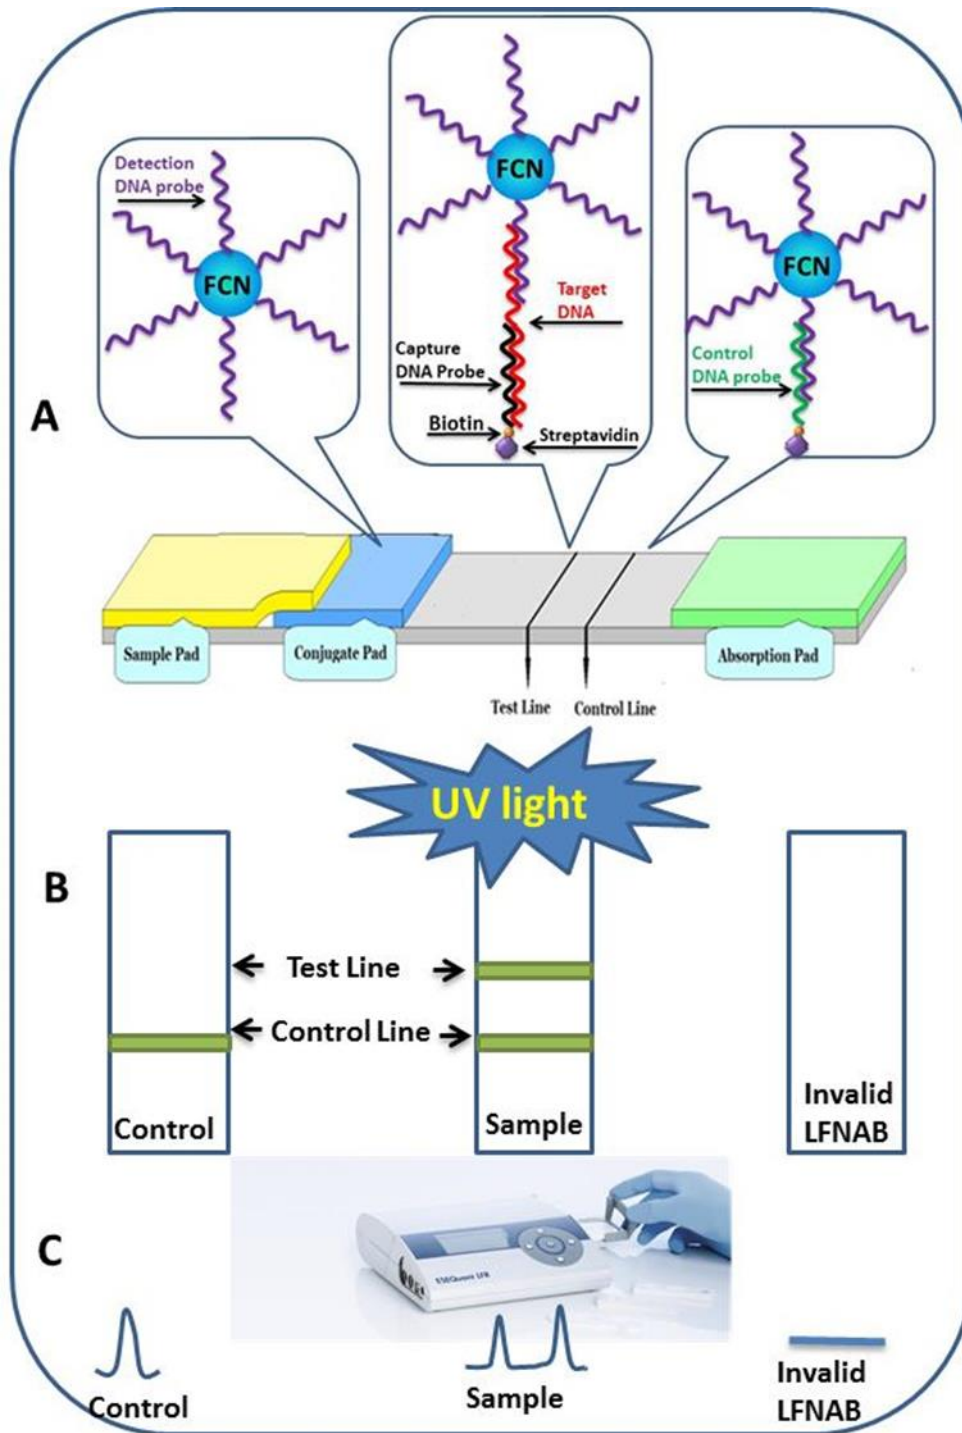 Detection
DNA probe
FCN
FCN
Target
DNA
Capture
DNA Probe
Biotin
Streptavidin
FCN
Control
DNA probe
A
Sample Pad
Conjugate Pad
Absorption Pad
Test Line
Control Line
UV light
B
Test Line
Control Line
Control
Sample
Invalid
LFNAB
C
ESEQuant LFR
Control
Sample
Invalid
LFNAB